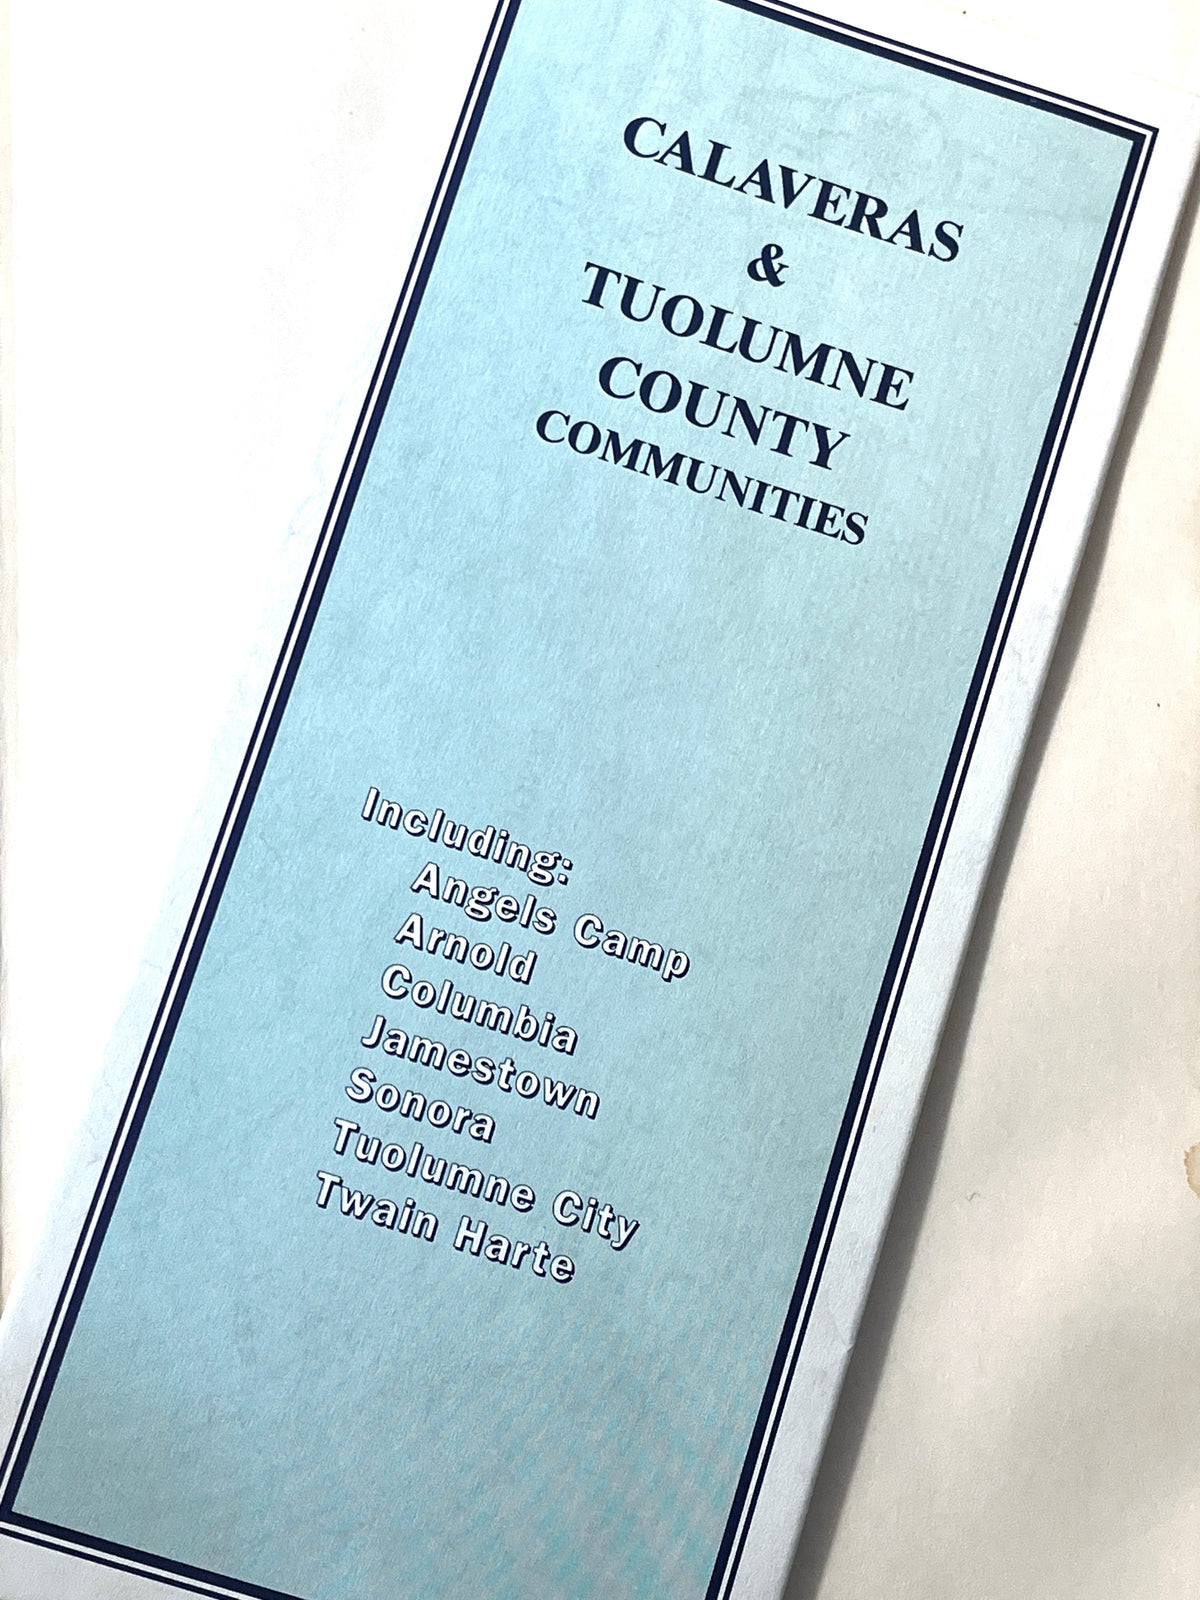 CALAVERAS
&
TUOLUMNE
COUNTY
COMMUNITIES
Including:
Angels Camp
Arnold
Columbia
Jamestown
Sonora
Tuolumne City
Twain Harte